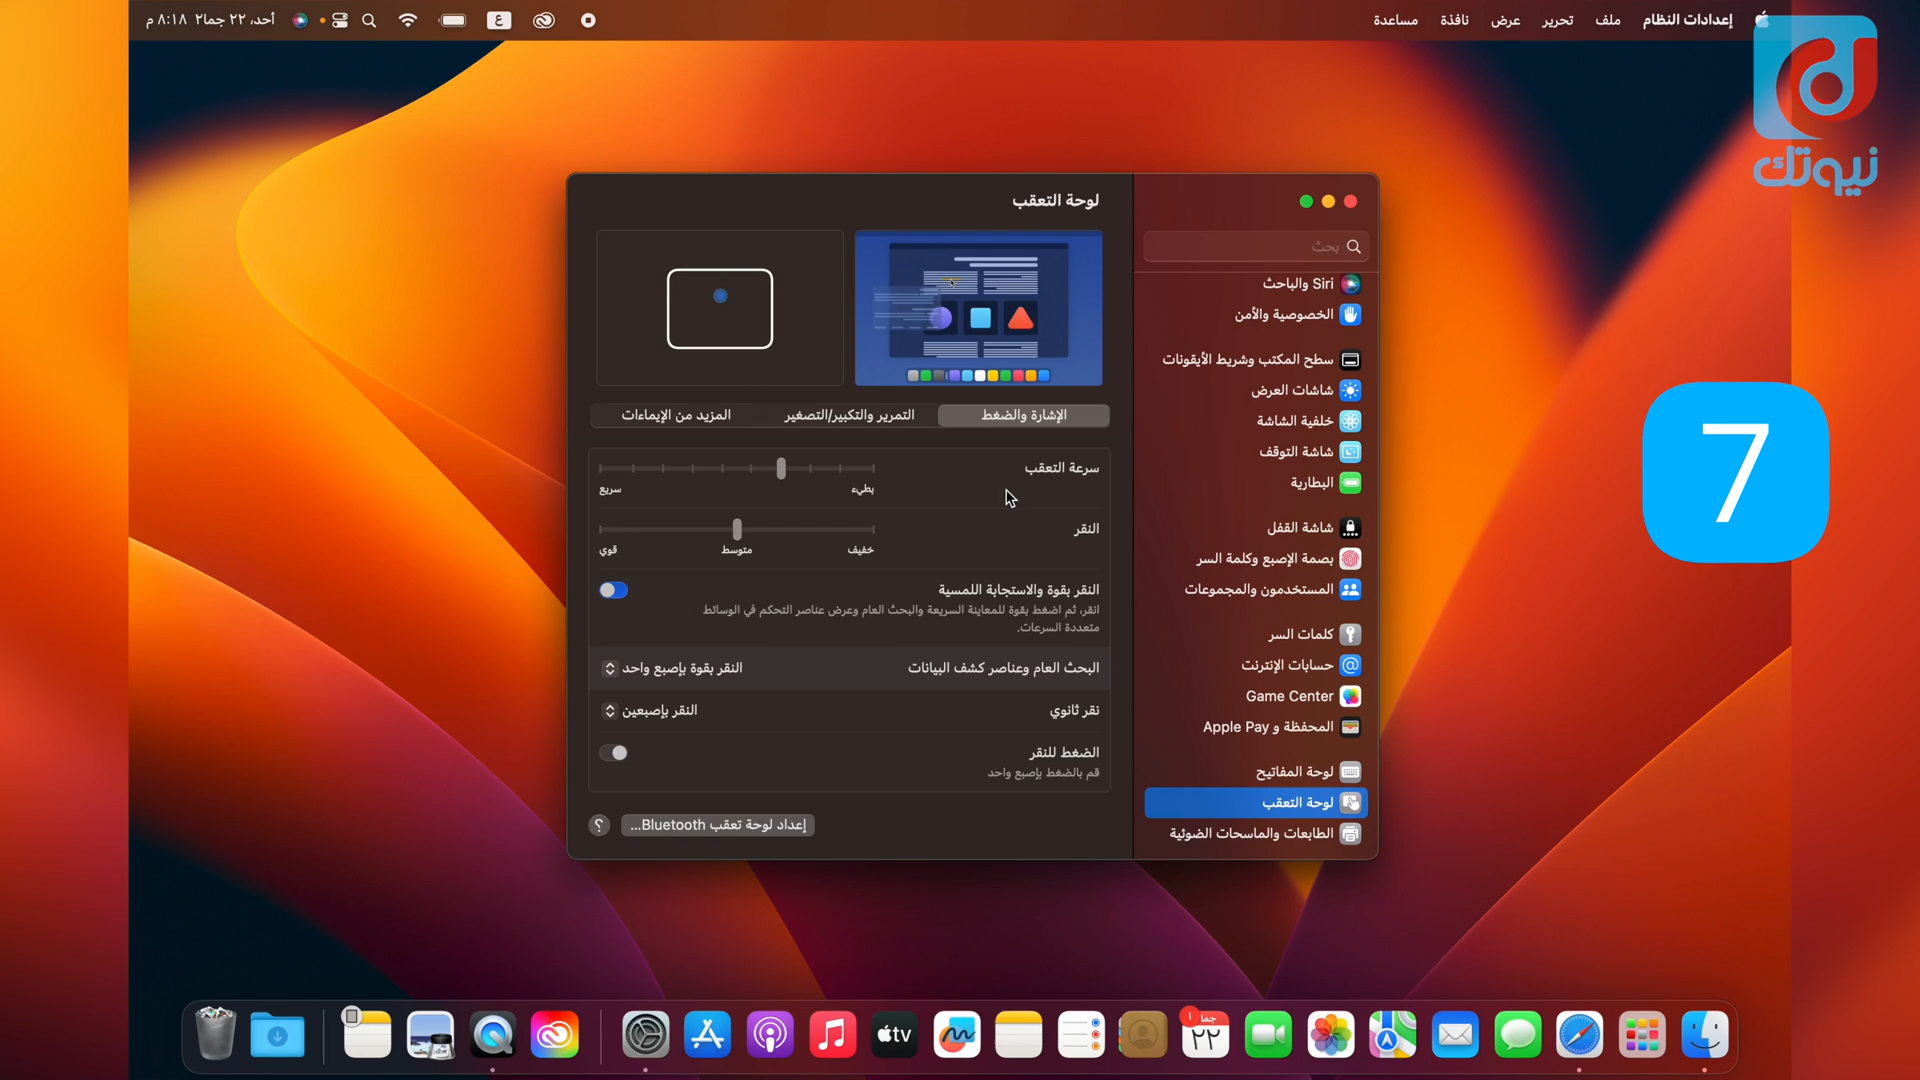 إعدادات النظام ملف تحرير عرض نافذة مساعدة
ع
أحد، ٢٢ جما٢ ٨:١٨ م
نيوتك
7
بحث
Siri والباحث
الخصوصية والأمن
سطح المكتب وشريط الأيقونات
شاشات العرض
خلفية الشاشة
شاشة التوقف
البطارية
شاشة القفل
بصمة الإصبع وكلمة السر
المستخدمون والمجموعات
كلمات السر
حسابات الإنترنت
Game Center
المحفظة و Apple Pay
لوحة المفاتيح
لوحة التعقب
الطابعات والماسحات الضوئية
لوحة التعقب
الإشارة والضغط
التمرير والتكبير/التصغير
المزيد من الإيماءات
سرعة التعقب
بطيء
سريع
النقر
خفيف
متوسط
قوي
النقر بقوة والاستجابة اللمسية
انقر، ثم اضغط بقوة للمعاينة السريعة والبحث العام وعرض عناصر التحكم في الوسائط
متعددة السرعات.
البحث العام وعناصر كشف البيانات
النقر بقوة بإصبع واحد
نقر ثانوي
النقر بإصبعين
الضغط للنقر
قم بالضغط بإصبع واحد
إعداد لوحة تعقب Bluetooth...
؟
جما ١
٢٢
tv